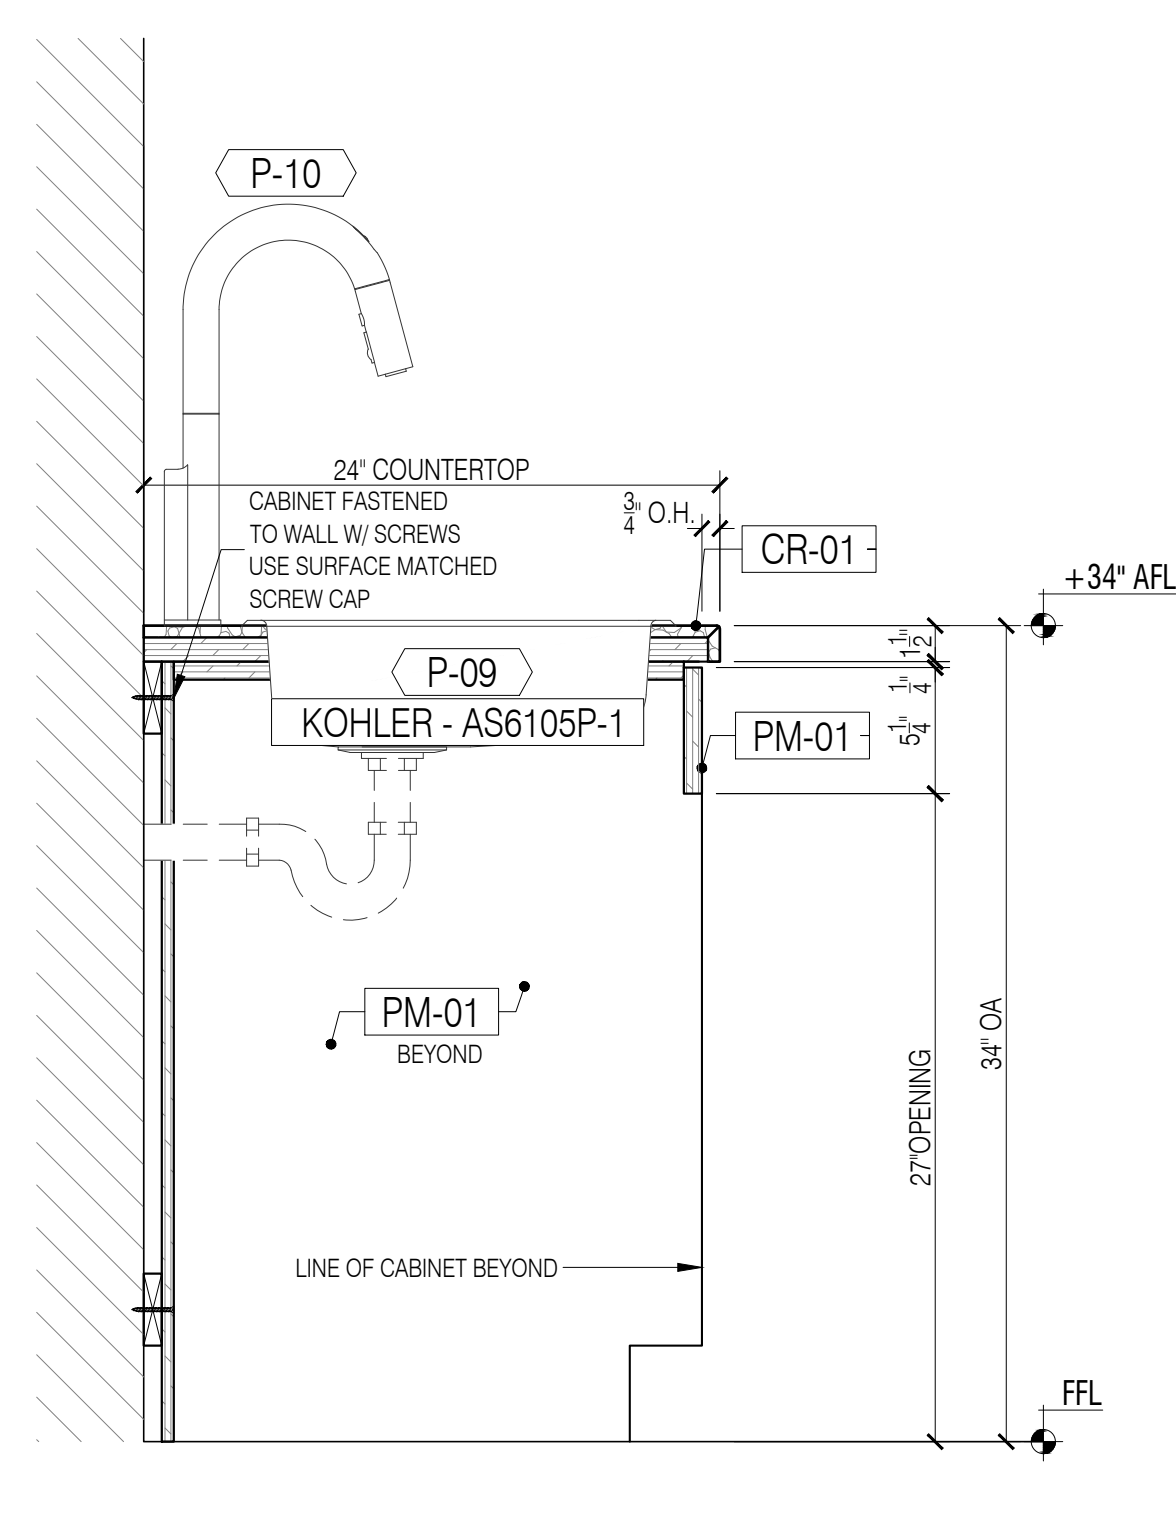 P-10
24" COUNTERTOP
CABINET FASTENED
TO WALL W/ SCREWS
USE SURFACE MATCHED
SCREW CAP
3/4" O.H.
CR-01
+34" AFL
1 1/2"
1/4"
5 1/4"
P-09
KOHLER - AS6105P-1
PM-01
PM-01
BEYOND
34" OA
27"OPENING
LINE OF CABINET BEYOND
FFL